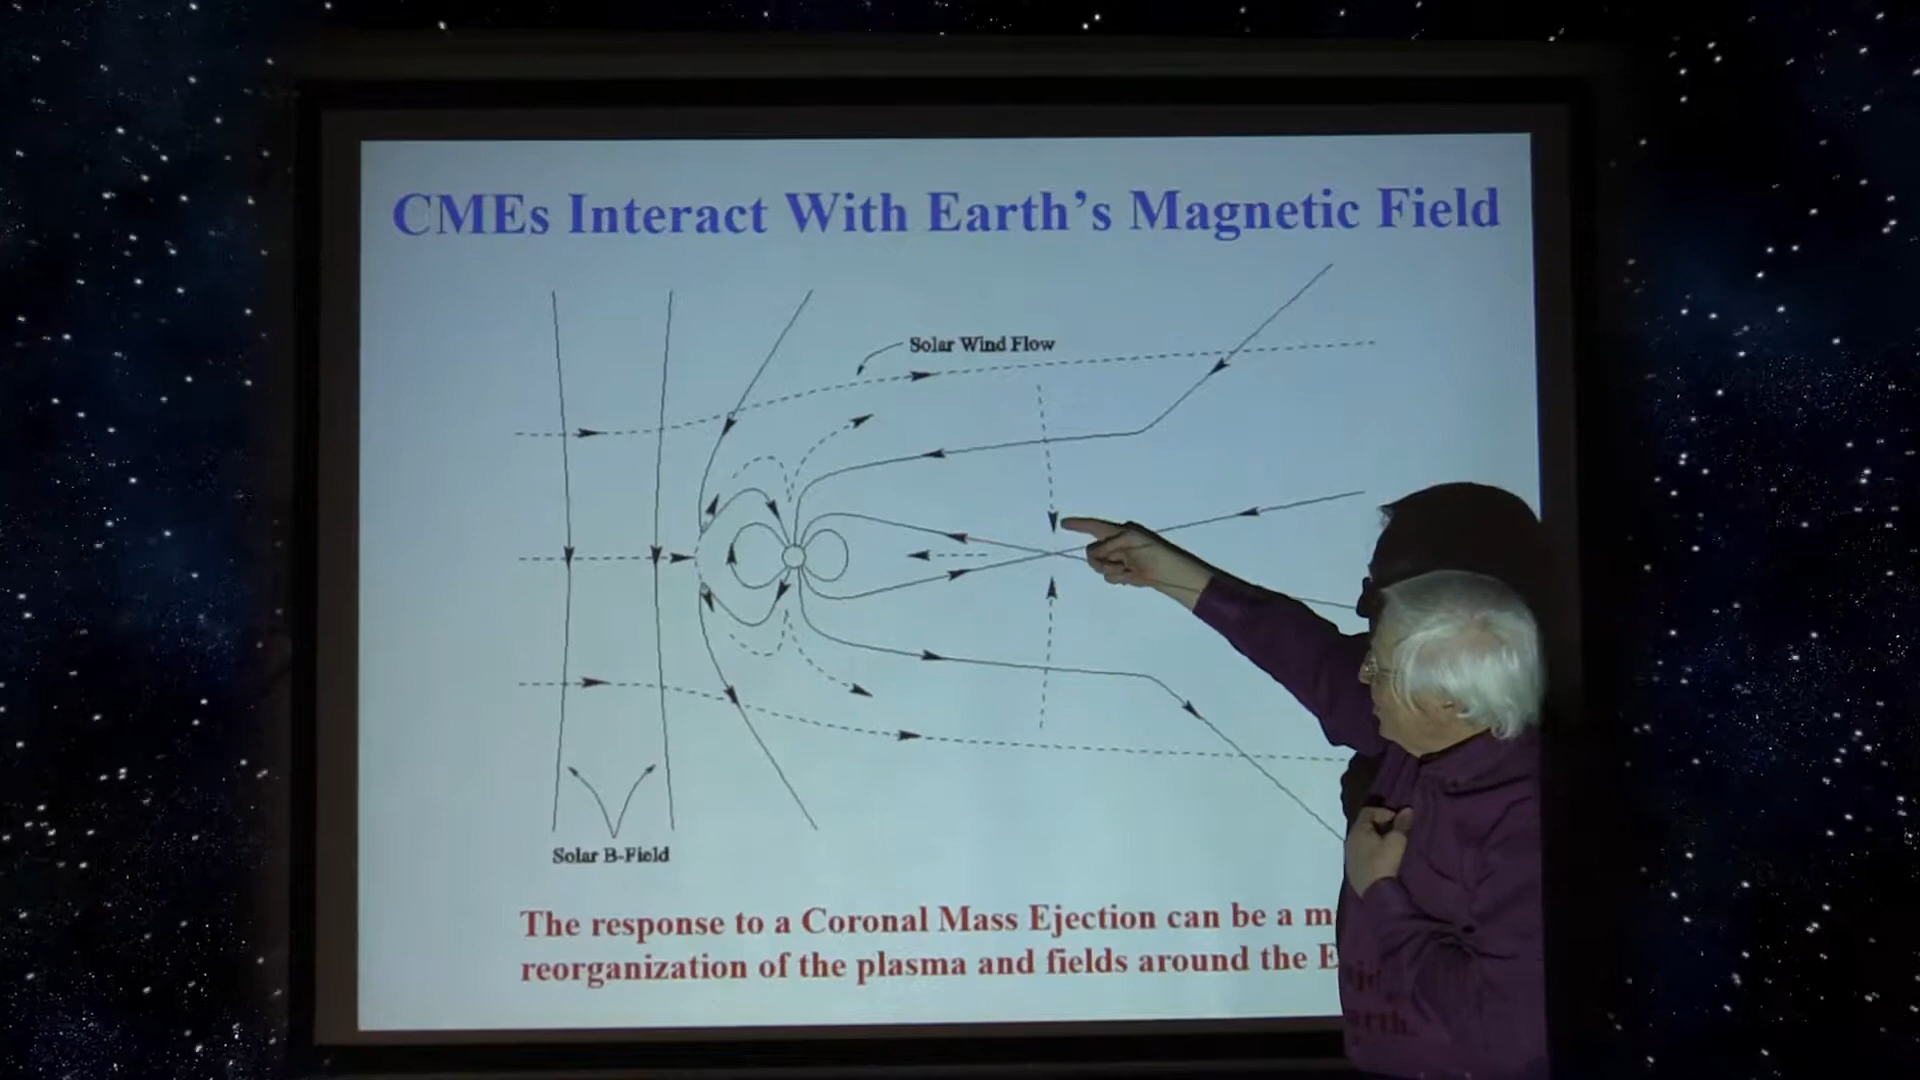 CMEs Interact With Earth's Magnetic Field
Solar Wind Flow
Solar B-Field
The response to a Coronal Mass Ejection can be a
reorganization of the plasma and fields around the